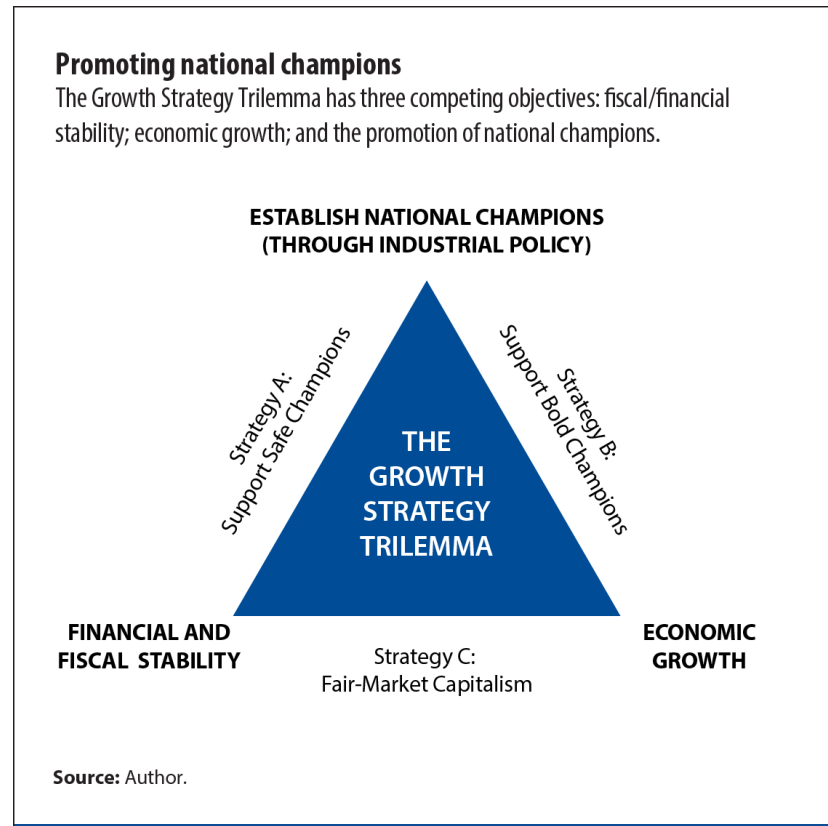 Promoting national champions
The Growth Strategy Trilemma has three competing objectives: fiscal/financial
stability; economic growth; and the promotion of national champions.
ESTABLISH NATIONAL CHAMPIONS
(THROUGH INDUSTRIAL POLICY)
Strategy A:
Support Safe Champions
Strategy B:
Support Bold Champions
THE
GROWTH
STRATEGY
TRILEMMA
FINANCIAL AND
FISCAL STABILITY
ECONOMIC
GROWTH
Strategy C:
Fair-Market Capitalism
Source: Author.